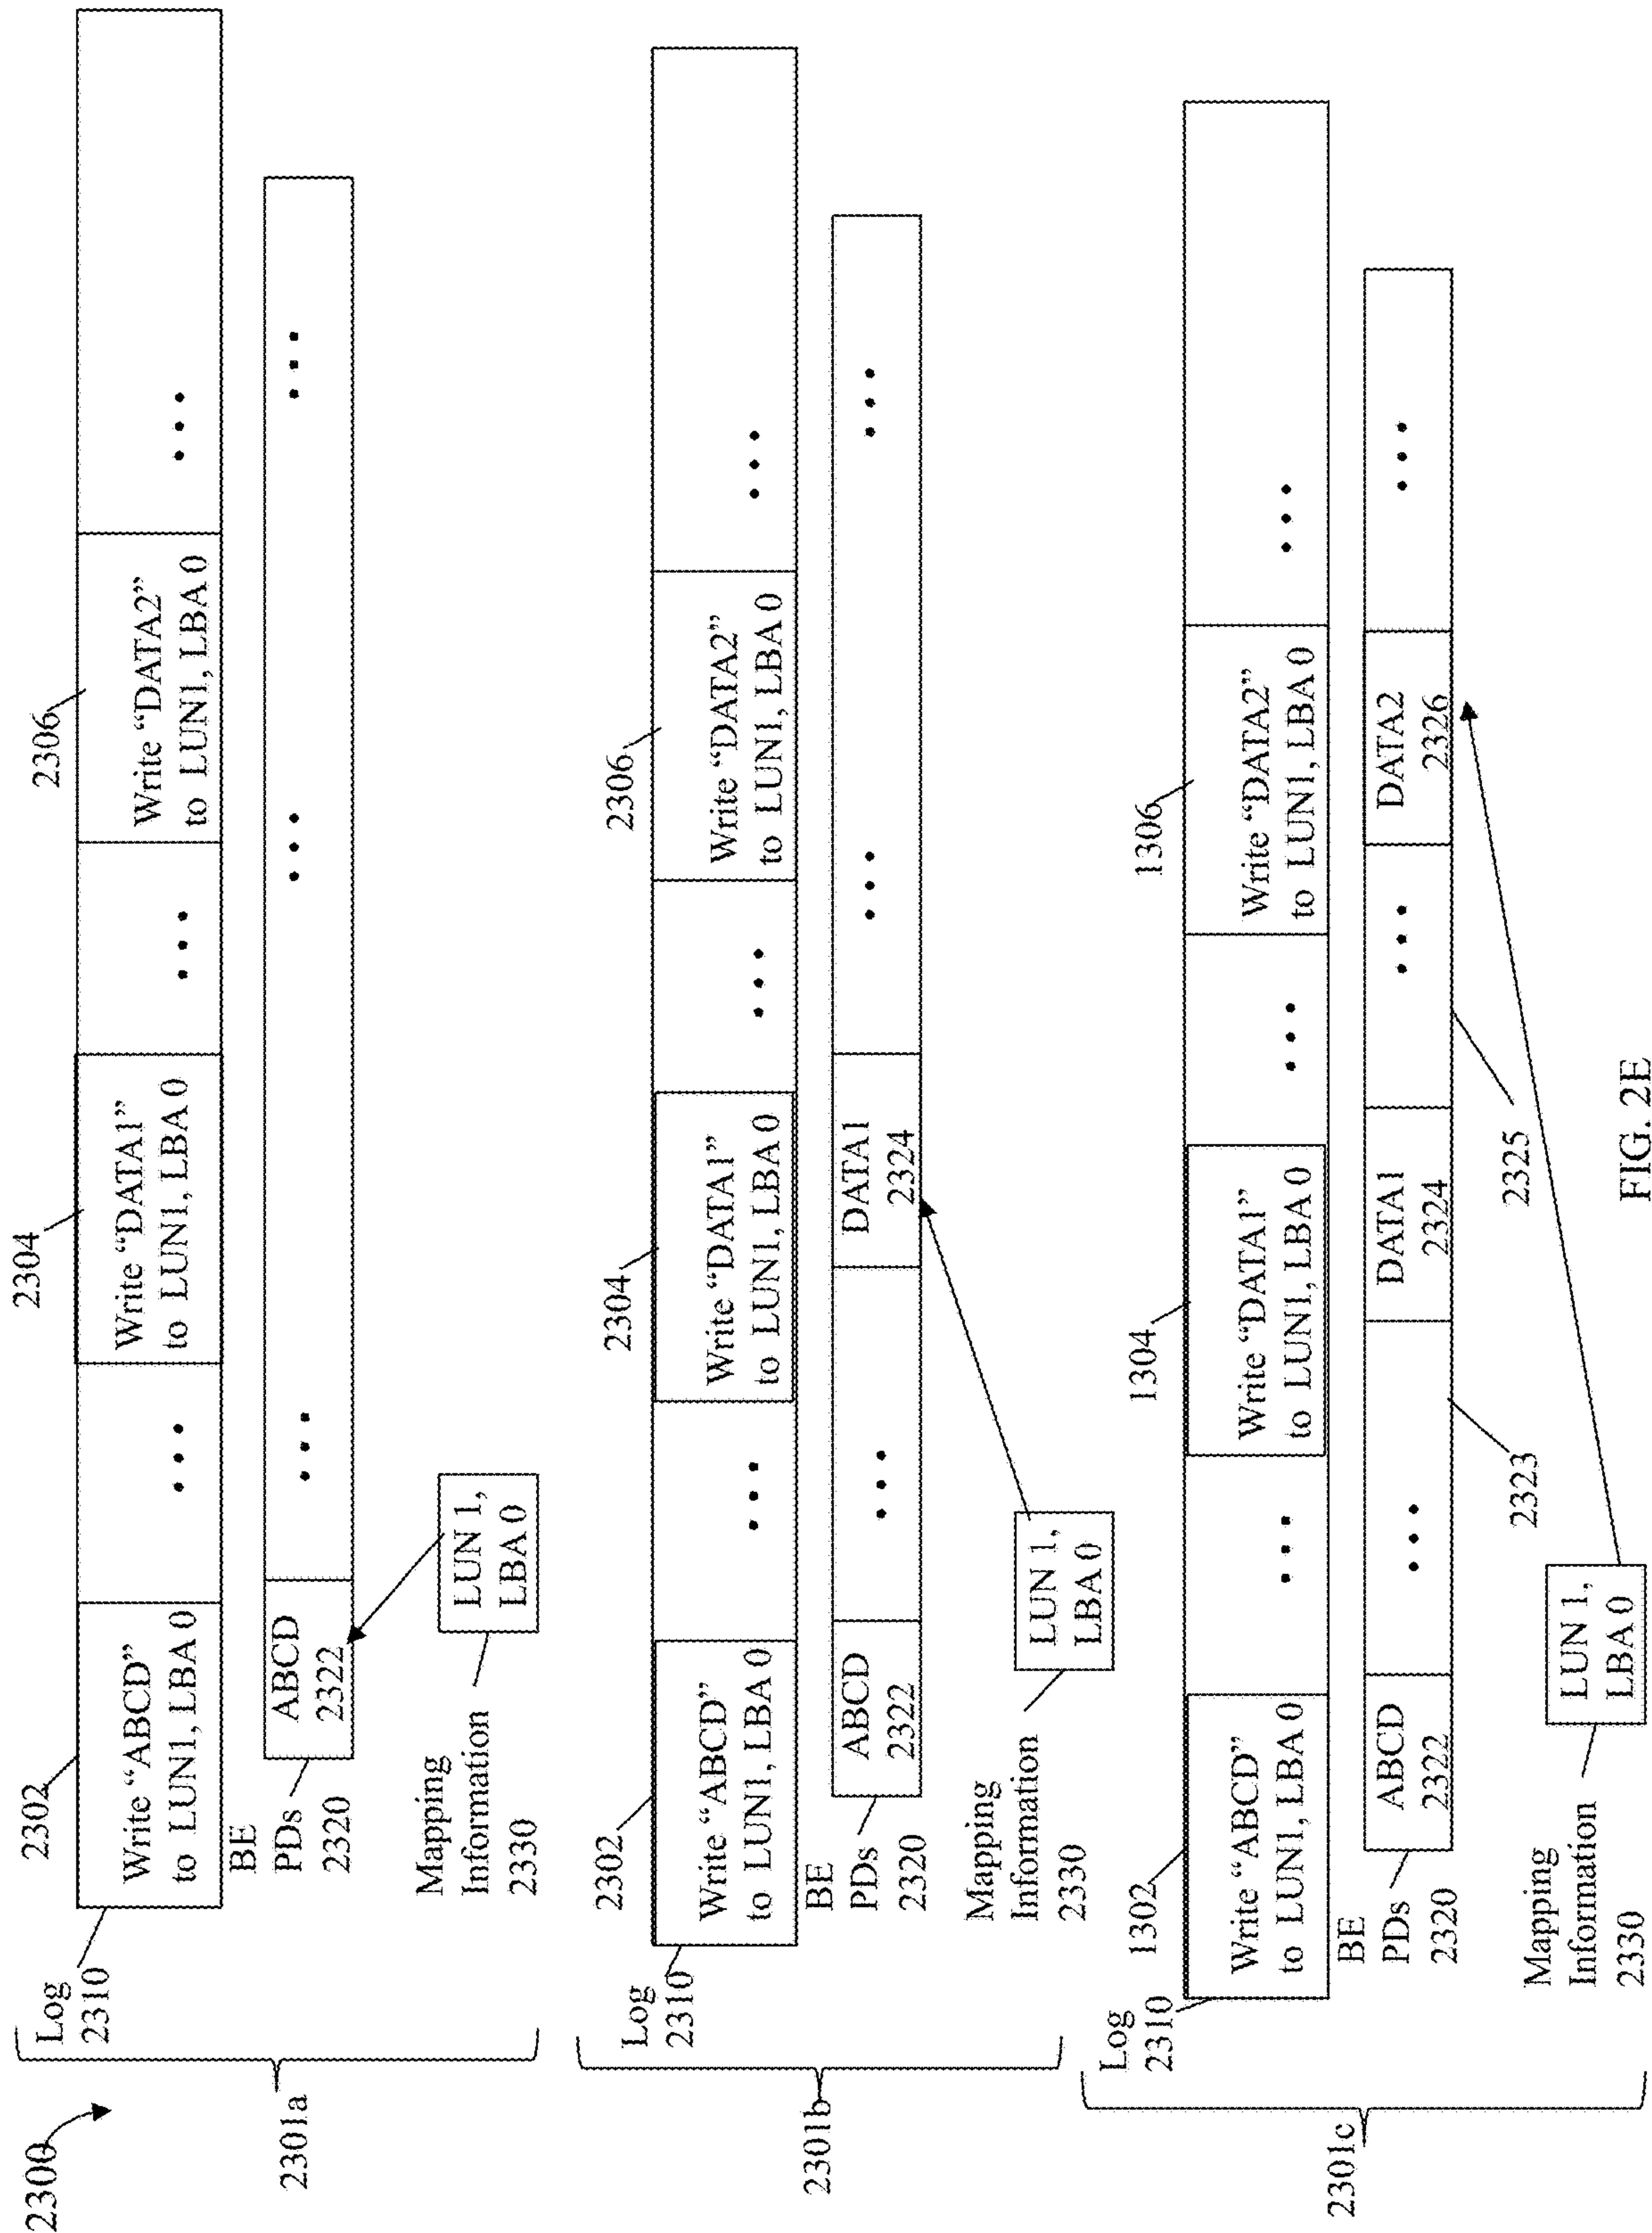 2300
2301a
Log
2310
2302
2304
2306
Write “ABCD”
to LUN1, LBA 0
• • •
Write “DATA1”
to LUN1, LBA 0
• • •
Write “DATA2”
to LUN1, LBA 0
• • •
BE
PDs
2320
ABCD
2322
• • •
• • •
• • •
Mapping
Information
2330
LUN 1,
LBA 0
2301b
Log
2310
2302
2304
2306
Write “ABCD”
to LUN1, LBA 0
• • •
Write “DATA1”
to LUN1, LBA 0
• • •
Write “DATA2”
to LUN1, LBA 0
• • •
BE
PDs
2320
ABCD
2322
• • •
DATA1
2324
• • •
• • •
Mapping
Information
2330
LUN 1,
LBA 0
2301c
Log
2310
1302
1304
1306
Write “ABCD”
to LUN1, LBA 0
• • •
Write “DATA1”
to LUN1, LBA 0
• • •
Write “DATA2”
to LUN1, LBA 0
• • •
BE
PDs
2320
ABCD
2322
• • •
DATA1
2324
• • •
DATA2
2326
• • •
2323
2325
Mapping
Information
2330
LUN 1,
LBA 0
FIG. 2E